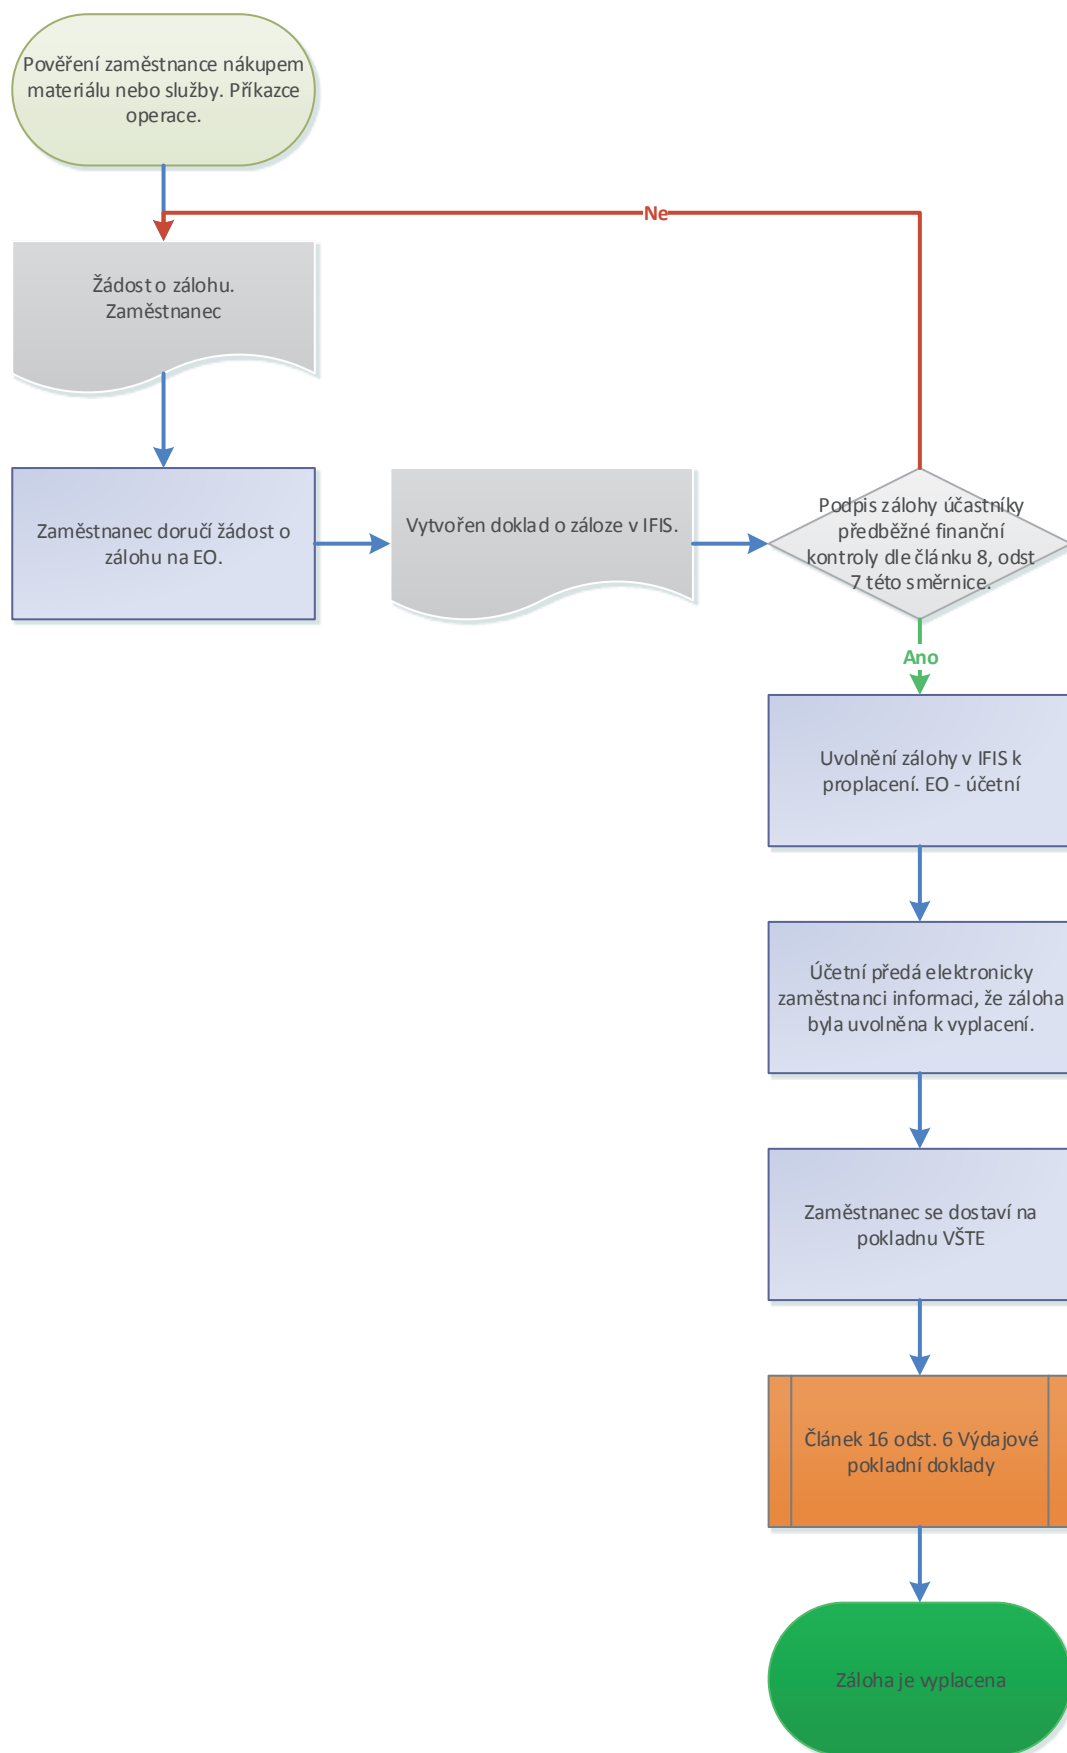 Pověření zaměstnance nákupem
materiálu nebo služby. Příkazce
operace.
Ne
Žádost o zálohu.
Zaměstnanec
Zaměstnanec doručí žádost o
zálohu na EO.
Vytvořen doklad o záloze v IFIS.
Podpis zálohy účastníky
předběžné finanční
kontroly dle článku 8, odst
7 této směrnice.
Ano
Uvolnění zálohy v IFIS k
proplacení. EO - účetní
Účetní předá elektronicky
zaměstnanci informaci, že záloha
byla uvolněna k vyplacení.
Zaměstnanec se dostaví na
pokladnu VŠTE
Článek 16 odst. 6 Výdajové
pokladní doklady
Záloha je vyplacena